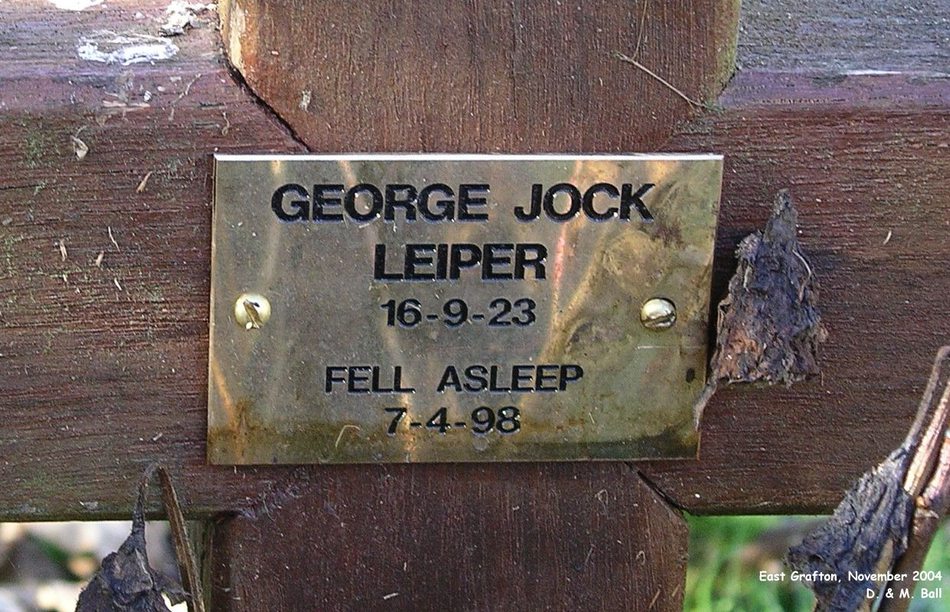 GEORGE JOCK
LEIPER
16-9-23
FELL ASLEEP
7-4-98
East Grafton, November 2004
D. & M. Ball